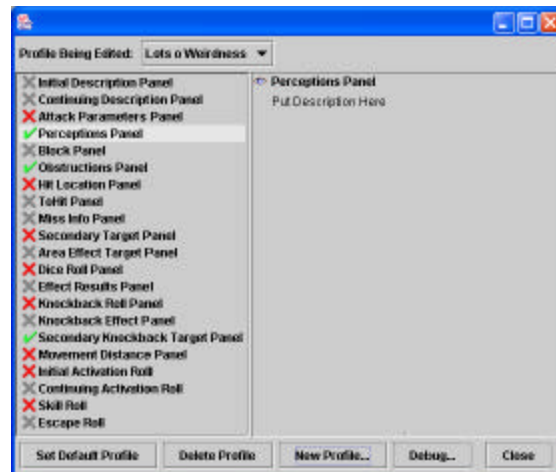 Profile Being Edited: Lots o Weirdness
Initial Description Panel
Continuing Description Panel
Attack Parameters Panel
Perceptions Panel
Block Panel
Obstructions Panel
Hit Location Panel
ToHit Panel
Miss Info Panel
Secondary Target Panel
Area Effect Target Panel
Dice Roll Panel
Effect Results Panel
Knockback Roll Panel
Knockback Effect Panel
Secondary Knockback Target Panel
Movement Distance Panel
Initial Activation Roll
Continuing Activation Roll
Skill Roll
Escape Roll
Perceptions Panel
Put Description Here
Set Default Profile Delete Profile New Profile... Debug... Close